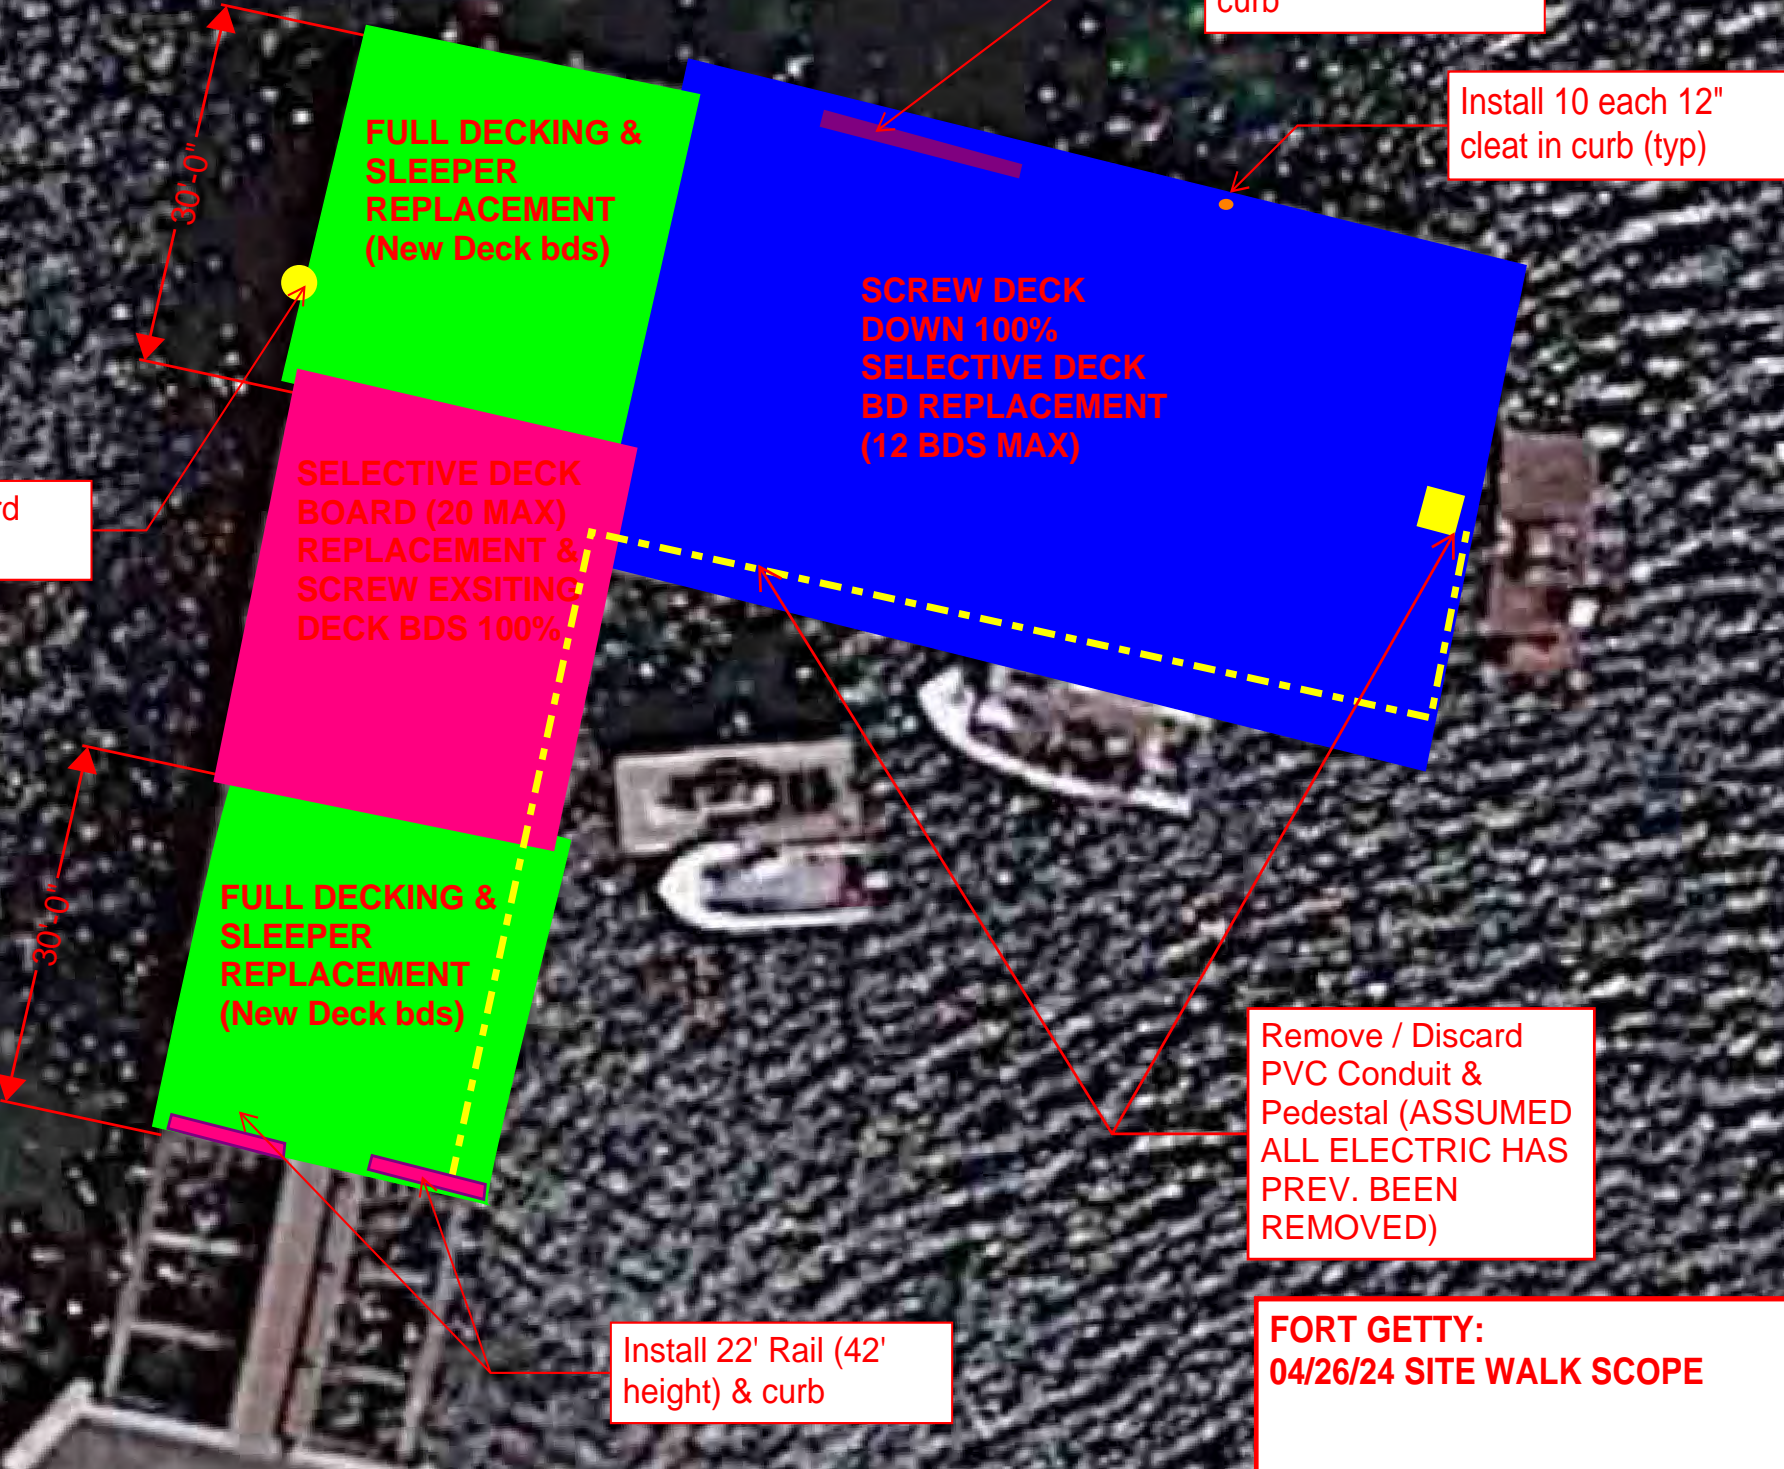 curb
Install 10 each 12"
cleat in curb (typ)
30'-0"
FULL DECKING &
SLEEPER
REPLACEMENT
(New Deck bds)
SCREW DECK
DOWN 100%
SELECTIVE DECK
BD REPLACEMENT
(12 BDS MAX)
SELECTIVE DECK
BOARD (20 MAX)
REPLACEMENT &
SCREW EXSITING
DECK BDS 100%
30'-0"
FULL DECKING &
SLEEPER
REPLACEMENT
(New Deck bds)
Remove / Discard
PVC Conduit &
Pedestal (ASSUMED
ALL ELECTRIC HAS
PREV. BEEN
REMOVED)
Install 22' Rail (42'
height) & curb
FORT GETTY:
04/26/24 SITE WALK SCOPE